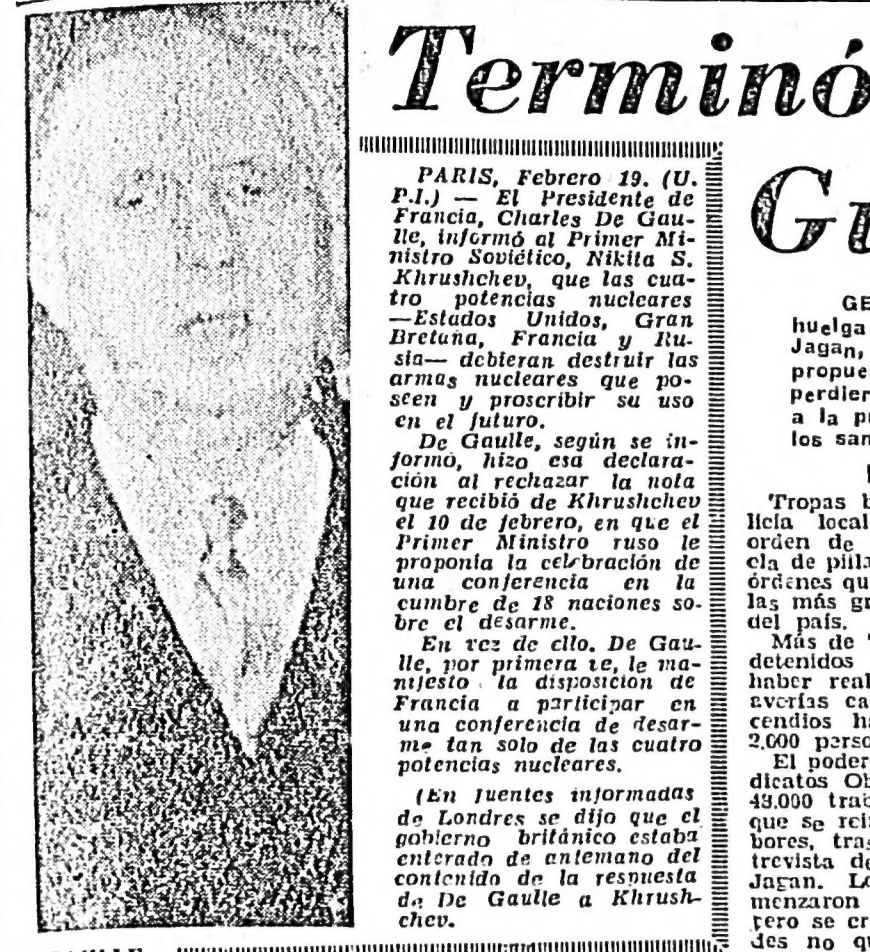 Terminó
PARIS, Febrero 19. (U.
P.I.) — El Presidente de
Francia, Charles De Gau-
lle, informó al Primer Mi-
nistro Soviético, Nikita S.
Khrushchev, que las cua-
tro potencias nucleares
—Estados Unidos, Gran
Bretaña, Francia y Ru-
sia— debieran destruir las
armas nucleares que po-
seen y proscribir su uso
en el futuro.
De Gaulle, según se in-
formó, hizo esa declara-
ción al rechazar la nota
que recibió de Khrushchev
el 10 de febrero, en que el
Primer Ministro ruso le
proponía la celebración de
una conferencia en la
cumbre de 18 naciones so-
bre el desarme.
En vez de ello. De Gau-
lle, por primera ve, le ma-
nifesto la disposicion de
Francia a participar en
una conferencia de desar-
me tan solo de las cuatro
potencias nucleares.
(En fuentes informadas
de Londres se dijo que el
gobierno británico estaba
enterado de antemano del
contenido de la respuesta
de De Gaulle a Khrush-
chev.
Gu
GE
huelga
Jagan,
propues
perdier
a la pr
los san
Tropas b
licía local
orden de
cla de pilla
órdenes qu
las más gr
del país.
Más de
detenidos
haber real
averías ca
cendios ha
2,000 perso
El podero
dicatos Ob
43.000 trab
que se rei
bores, tras
trevista de
Jagan. Lo
menzaron
pero se cr
des no qu